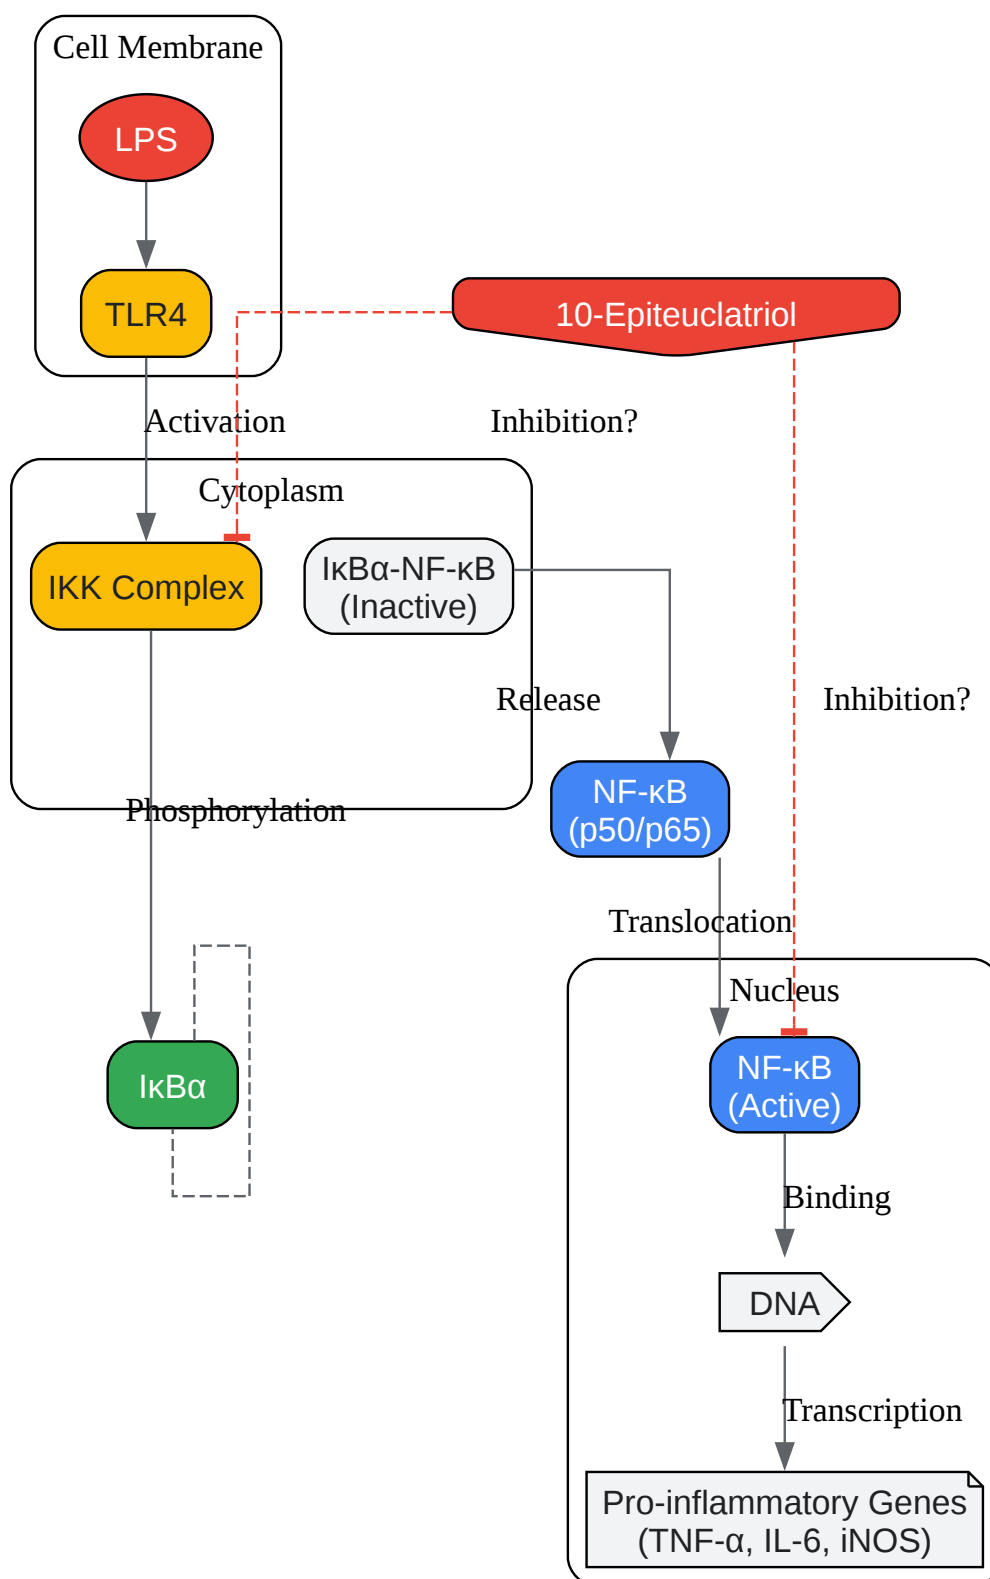 Cell Membrane
LPS
TLR4
10-Epiteuclatriol
Activation
Inhibition?
Cytoplasm
IKK Complex
IκBα-NF-κB
(Inactive)
Release
Inhibition?
NF-κB
(p50/p65)
Phosphorylation
Translocation
Nucleus
IκBα
NF-κB
(Active)
Binding
DNA
Transcription
Pro-inflammatory Genes
(TNF-α, IL-6, iNOS)